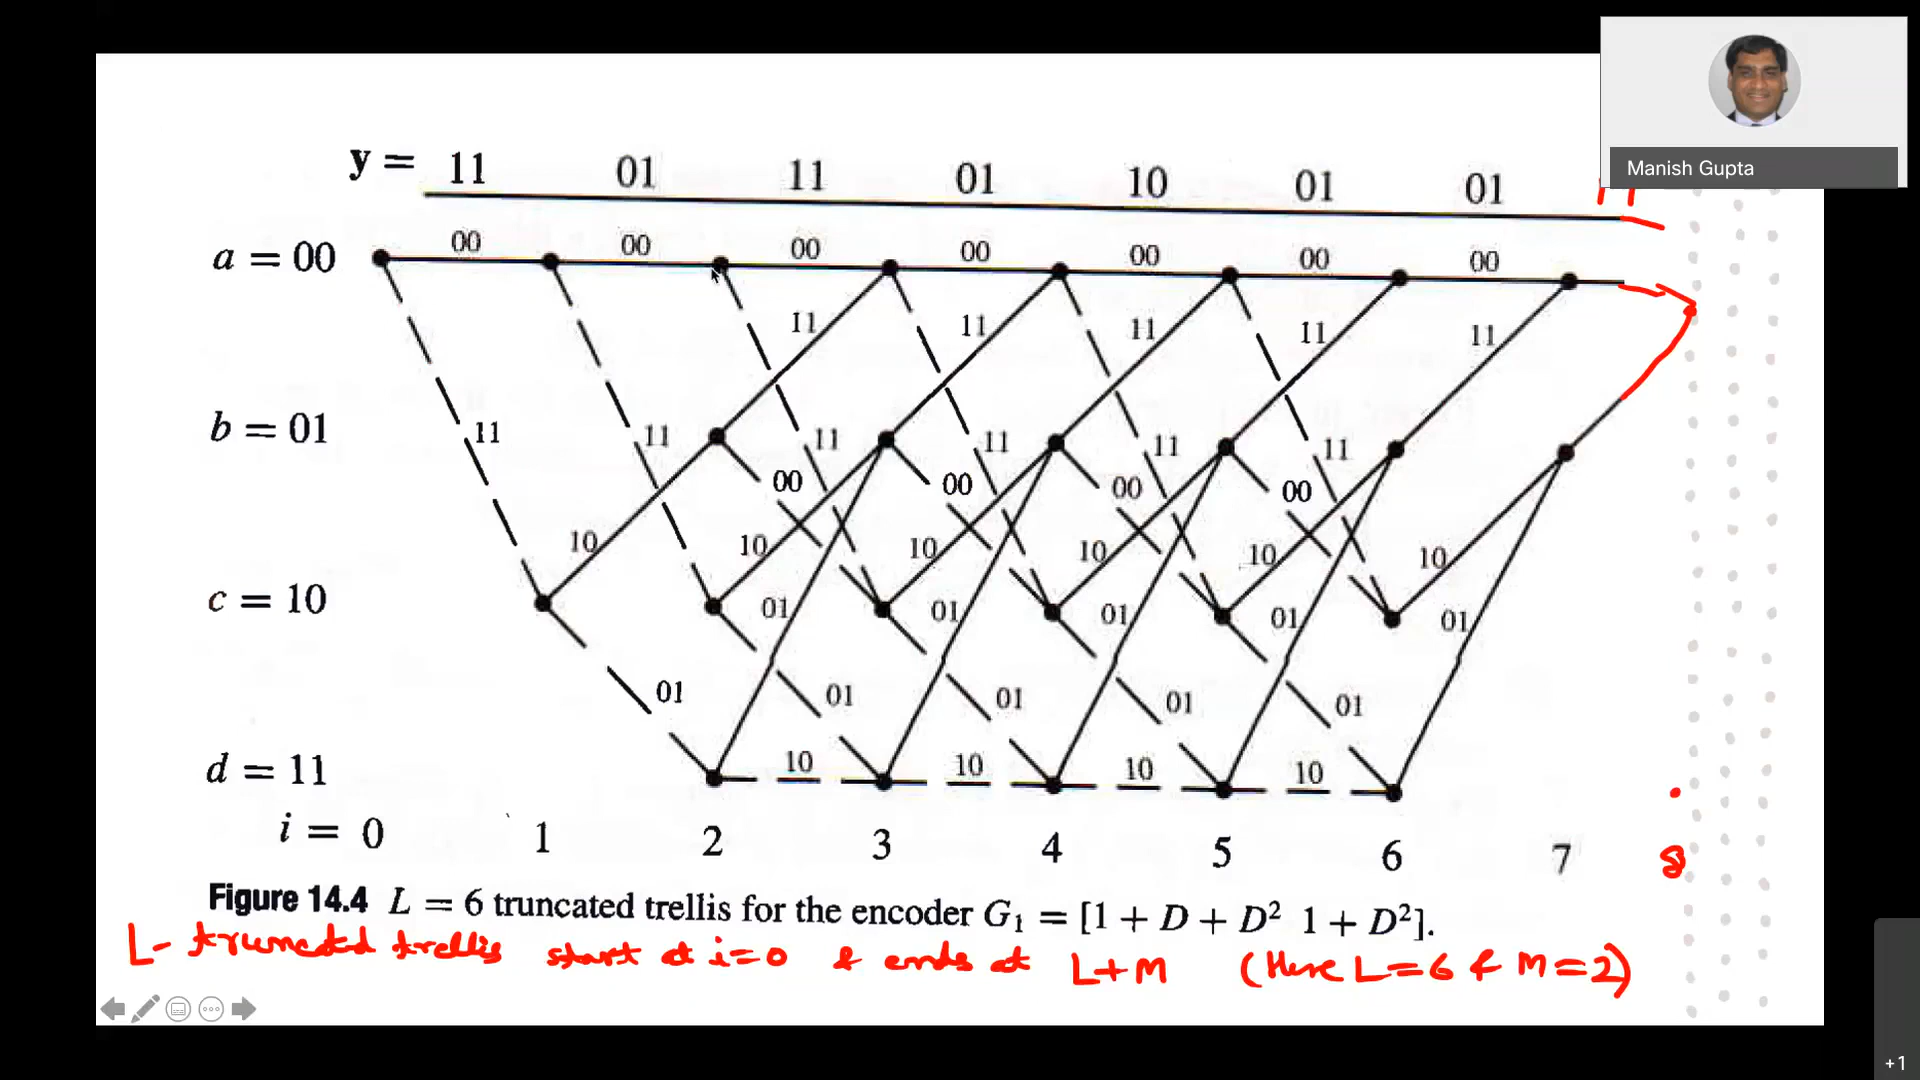 Manish Gupta
y = 11 01 11 01 10 01 01
00 00 00 00 00 00 00
a = 00
11 11 11 11 11
b = 01
11 11 11 11 11 11
00 00 00 00
10 10 10 10 10 10
c = 10
01 01 01 01 01
01 01 01 01 01
10 10 10 10
d = 11
i = 0 1 2 3 4 5 6 7 8
Figure 14.4 L = 6 truncated trellis for the encoder G₁ = [1 + D + D² 1 + D²].
L- truncated trellis start at i=0 & ends at L+M (Here L=6 & M=2)
+1